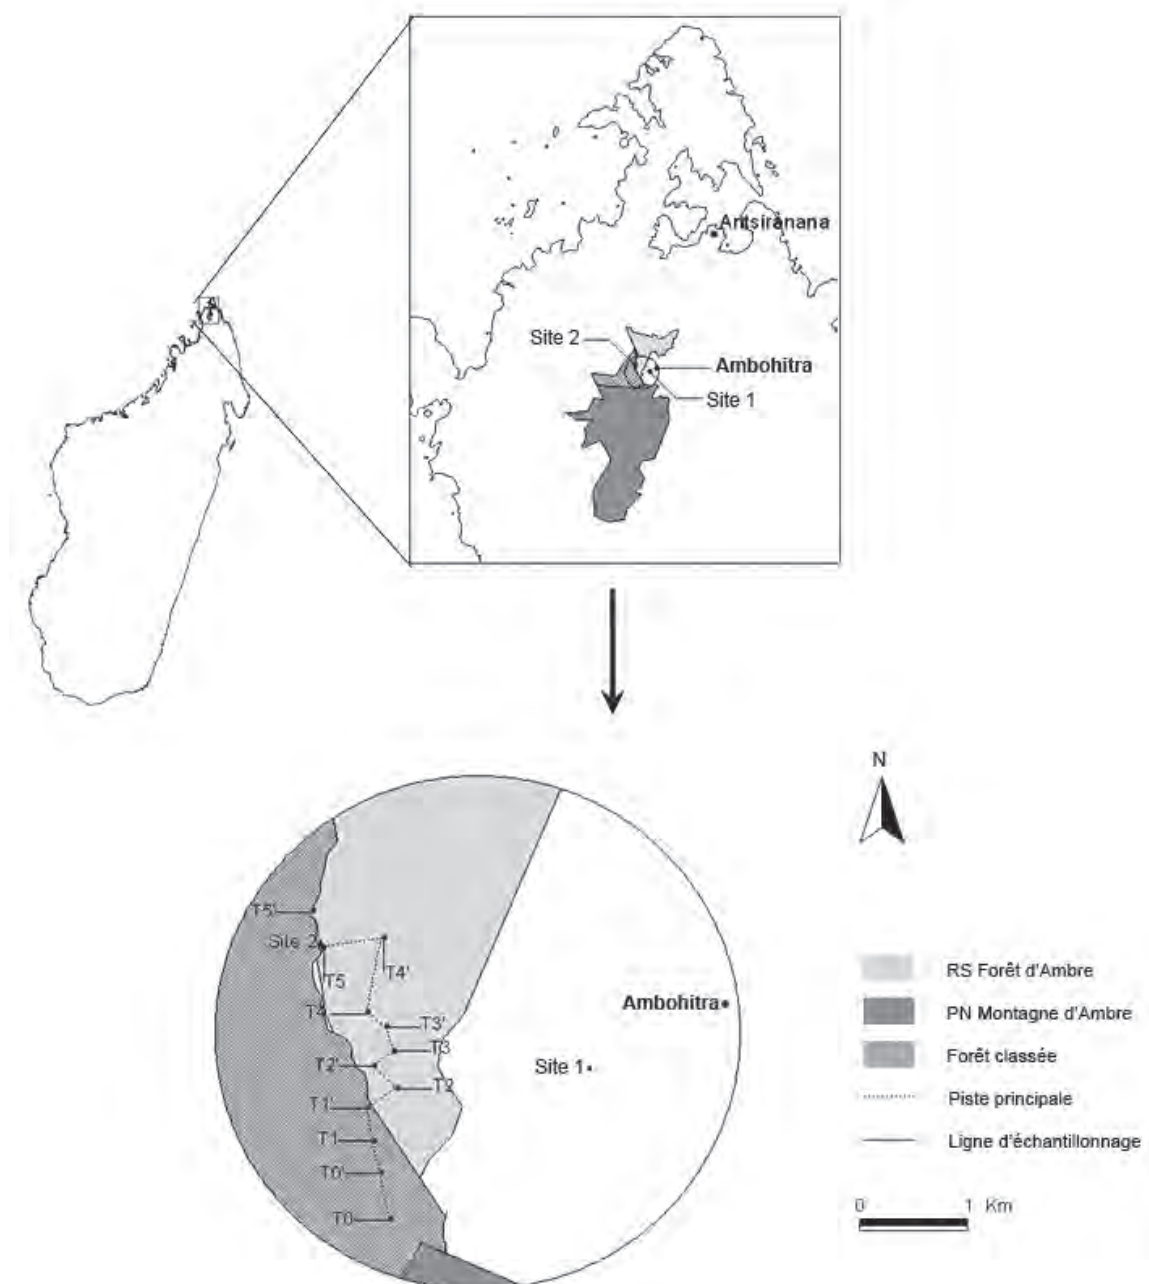 Antsiranana
Site 2
Ambohitra
Site 1
N
T5'
Site 2
T5
T4'
RS Forêt d'Ambre
Ambohitra
PN Montagne d'Ambre
T4
T3'
T3
Forêt classée
T2'
Site 1
T2
Piste principale
T1'
T1
Ligne d'échantillonnage
T0'
0 1 Km
T0